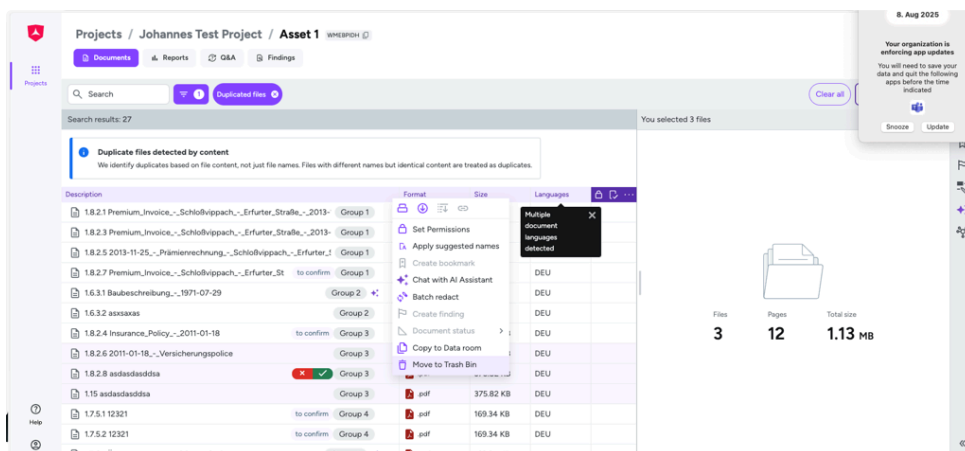 8. Aug 2025
Your organization is
enforcing app updates
You will need to save your
data and quit the following
apps before the time
indicated
Snooze Update
Projects / Johannes Test Project / Asset 1 WMEBPIDH
Documents Reports Q&A Findings
Projects
Search 1 Duplicated files Clear all
Search results: 27
You selected 3 files
Duplicate files detected by content
We identify duplicates based on file content, not just file names. Files with different names but identical content are treated as duplicates.
Description Format Size Languages
1.8.2.1 Premium_Invoice_-_Schloßvippach_-_Erfurter_Straße_-_2013- Group 1
1.8.2.3 Premium_Invoice_-_Schloßvippach_-_Erfurter_Straße_-_2013- Group 1
1.8.2.5 2013-11-25_-_Prämienrechnung_-_Schloßvippach_-_Erfurter_S Group 1
1.8.2.7 Premium_Invoice_-_Schloßvippach_-_Erfurter_St to confirm Group 1 DEU
1.6.3.1 Baubeschreibung_-_1971-07-29 Group 2 DEU
1.6.3.2 asxsaxas Group 2 DEU
1.8.2.4 Insurance_Policy_-_2011-01-18 to confirm Group 3 DEU
1.8.2.6 2011-01-18_-_Versicherungspolice Group 3 DEU
1.8.2.8 asdasdasddsa Group 3 DEU
1.15 asdasdasddsa Group 3 .pdf 375.82 KB DEU
1.7.5.1 12321 to confirm Group 4 .pdf 169.34 KB DEU
1.7.5.2 12321 to confirm Group 4 .pdf 169.34 KB DEU
Set Permissions
Apply suggested names
Create bookmark
Chat with AI Assistant
Batch redact
Create finding
Document status
Copy to Data room
Move to Trash Bin
Multiple
document
languages
detected
Files Pages Total size
3 12 1.13 MB
Help